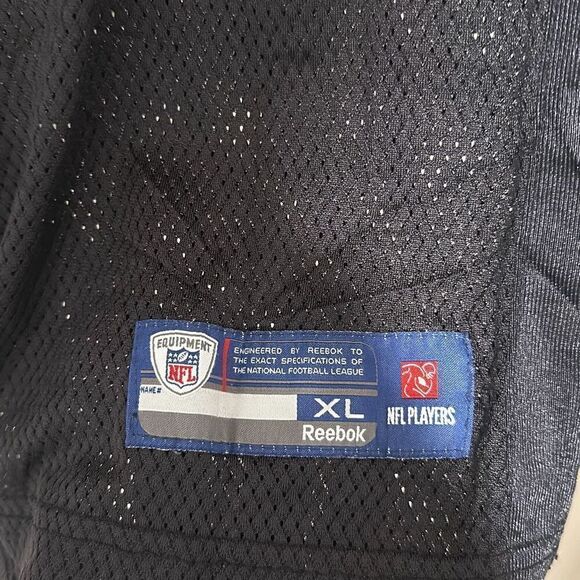 EQUIPMENT
NFL
ENGINEERED BY REEBOK TO
THE EXACT SPECIFICATIONS OF
THE NATIONAL FOOTBALL LEAGUE
NAME#
XL
Reebok
NFL PLAYERS